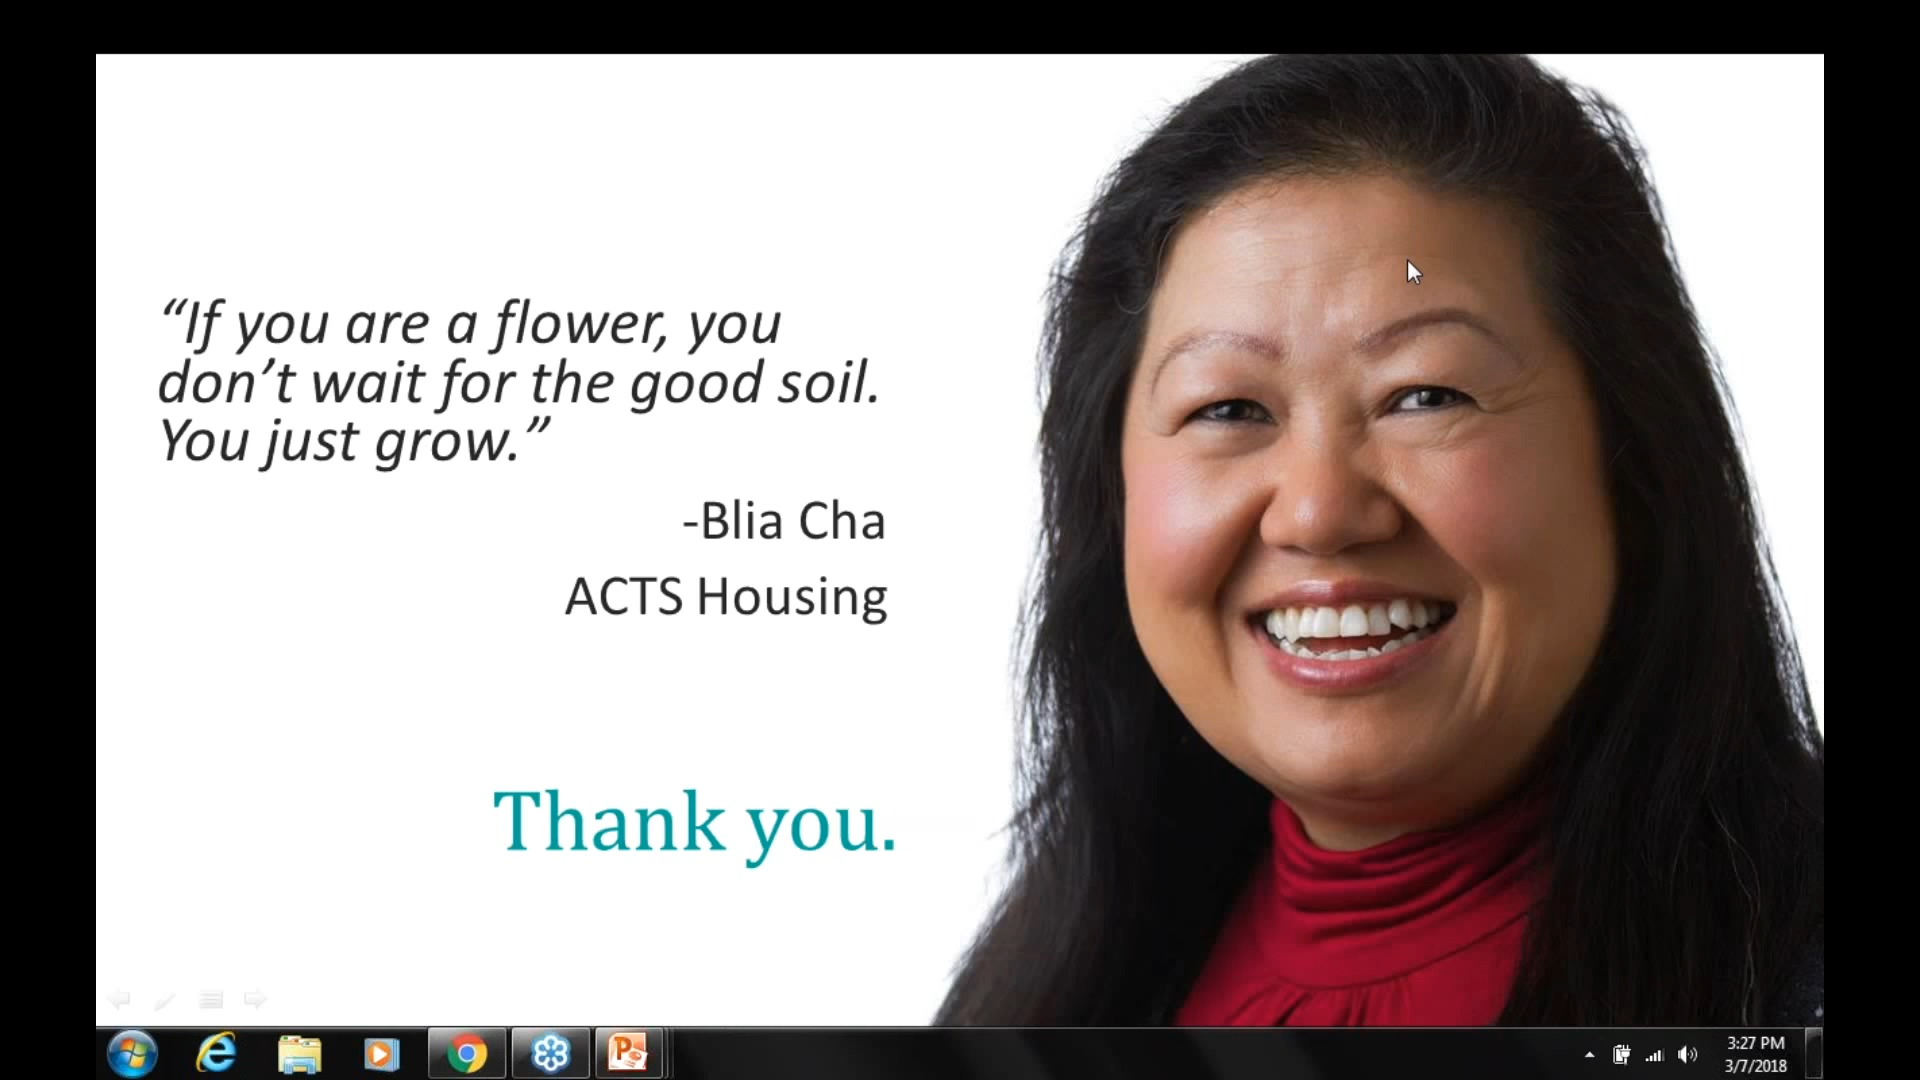 “If you are a flower, you
don’t wait for the good soil.
You just grow.”
-Blia Cha
ACTS Housing
Thank you.
3:27 PM
3/7/2018